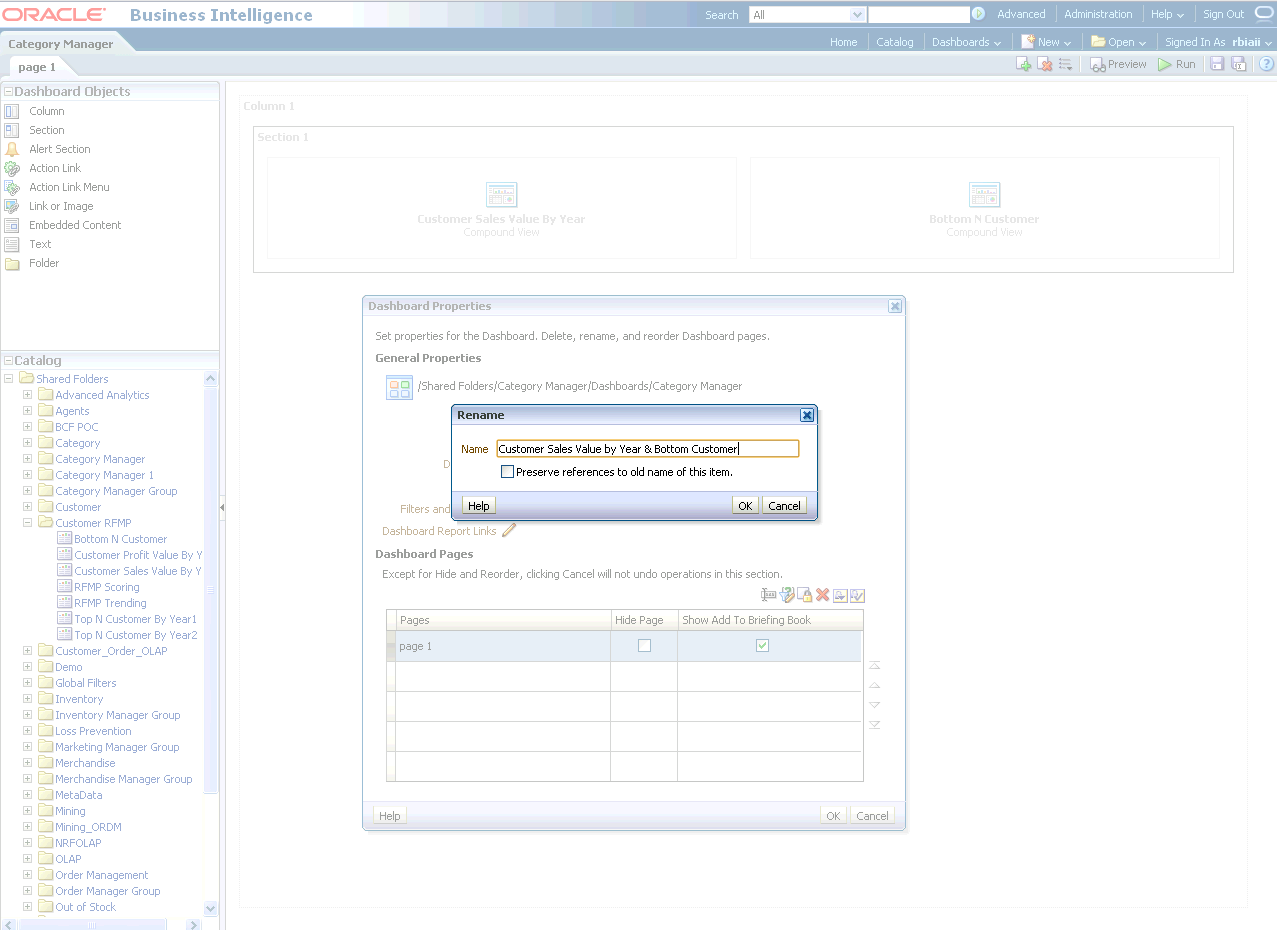 ORACLE Business Intelligence
Search All Advanced Administration Help Sign Out
Category Manager Home Catalog Dashboards New Open Signed In As rbiaii
page 1 Preview Run
Dashboard Objects
Column
Section
Alert Section
Action Link
Action Link Menu
Link or Image
Embedded Content
Text
Folder
Catalog
Shared Folders
Advanced Analytics
Agents
BCF POC
Category
Category Manager
Category Manager 1
Category Manager Group
Customer
Customer RFMP
Bottom N Customer
Customer Profit Value By Y
Customer Sales Value By Y
RFMP Scoring
RFMP Trending
Top N Customer By Year1
Top N Customer By Year2
Customer_Order_OLAP
Demo
Global Filters
Inventory
Inventory Manager Group
Loss Prevention
Marketing Manager Group
Merchandise
Merchandise Manager Group
MetaData
Mining
Mining_ORDM
NRFOLAP
OLAP
Order Management
Order Manager Group
Out of Stock
Column 1
Section 1
Customer Sales Value By Year
Compound View
Bottom N Customer
Compound View
Dashboard Properties
Set properties for the Dashboard. Delete, rename, and reorder Dashboard pages.
General Properties
/Shared Folders/Category Manager/Dashboards/Category Manager
Rename
Name Customer Sales Value by Year & Bottom Customer
Preserve references to old name of this item.
Help OK Cancel
D
Filters and
Dashboard Report Links
Dashboard Pages
Except for Hide and Reorder, clicking Cancel will not undo operations in this section.
Pages Hide Page Show Add To Briefing Book
page 1
Help OK Cancel